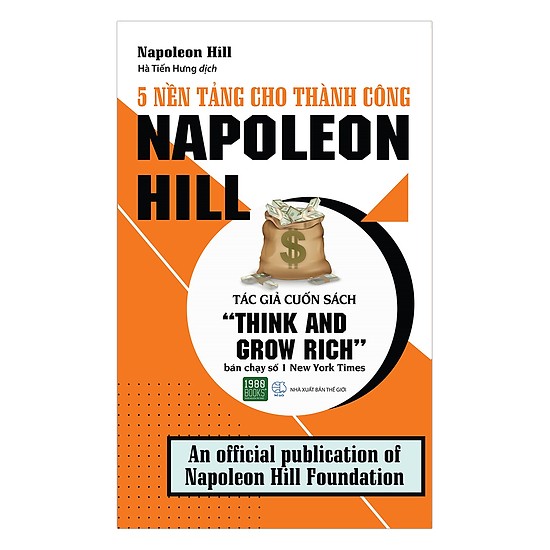 Napoleon Hill
Hà Tiến Hưng dịch
5 NỀN TẢNG CHO THÀNH CÔNG
NAPOLEON
HILL
$
TÁC GIẢ CUỐN SÁCH
“THINK AND
GROW RICH”
bán chạy số 1 New York Times
1980
BOOKS
THẾ GIỚI
NHÀ XUẤT BẢN THẾ GIỚI
An official publication of
Napoleon Hill Foundation